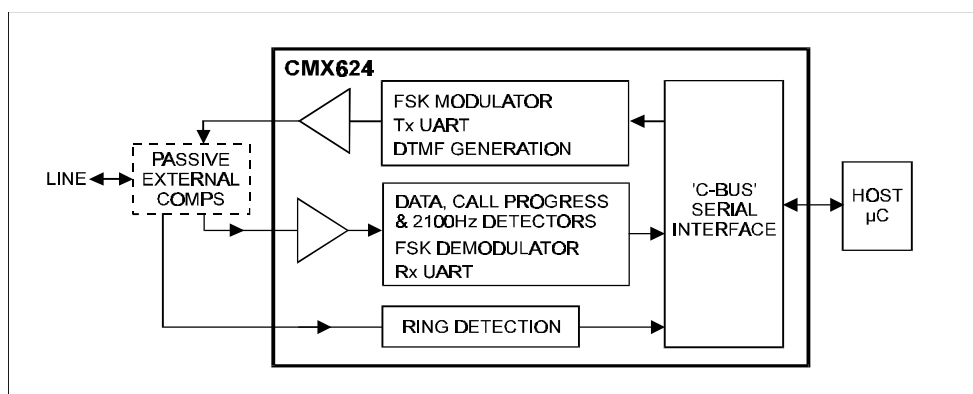 CMX624
FSK MODULATOR
Tx UART
DTMF GENERATION
LINE
PASSIVE
EXTERNAL
COMPS
DATA, CALL PROGRESS
& 2100Hz DETECTORS
FSK DEMODULATOR
Rx UART
RING DETECTION
'C-BUS'
SERIAL
INTERFACE
HOST
µC